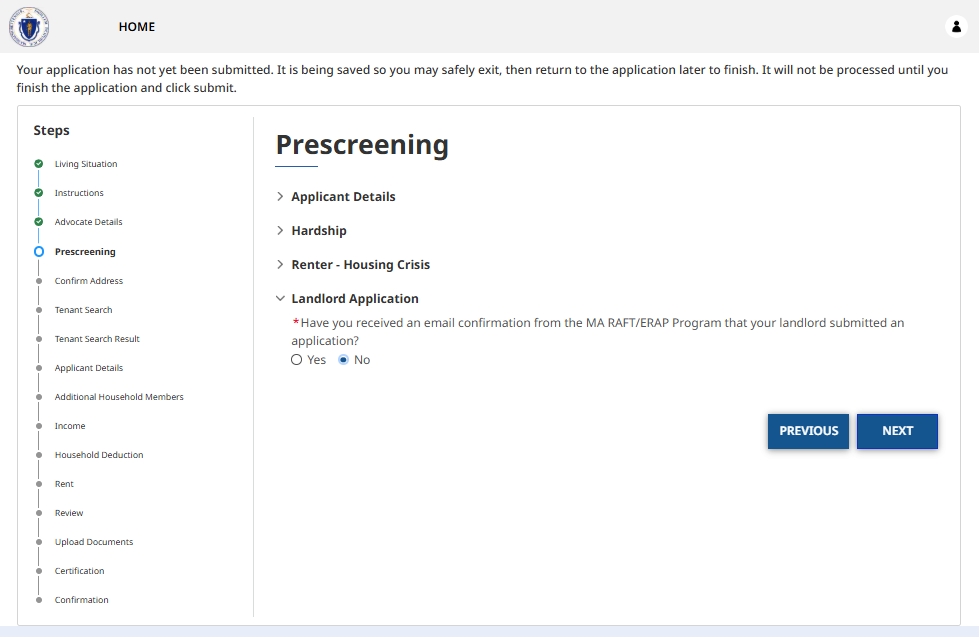 HOME
Your application has not yet been submitted. It is being saved so you may safely exit, then return to the application later to finish. It will not be processed until you
finish the application and click submit.
Steps
Living Situation
Instructions
Advocate Details
Prescreening
Confirm Address
Tenant Search
Tenant Search Result
Applicant Details
Additional Household Members
Income
Household Deduction
Rent
Review
Upload Documents
Certification
Confirmation
Prescreening
Applicant Details
Hardship
Renter - Housing Crisis
Landlord Application
*Have you received an email confirmation from the MA RAFT/ERAP Program that your landlord submitted an
application?
Yes No
PREVIOUS NEXT